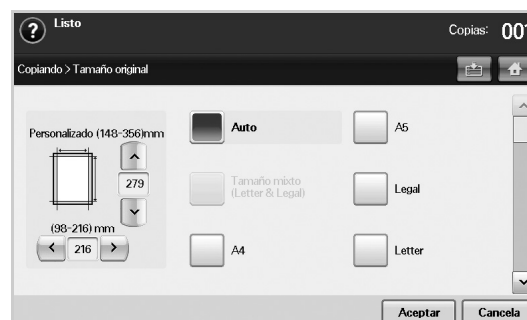 ? Listo
Copias: 001
Copiando > Tamaño original
Personalizado (148-356)mm
279
(98-216) mm
216
Auto
Tamaño mixto
(Letter & Legal)
A4
A5
Legal
Letter
Aceptar
Cancela